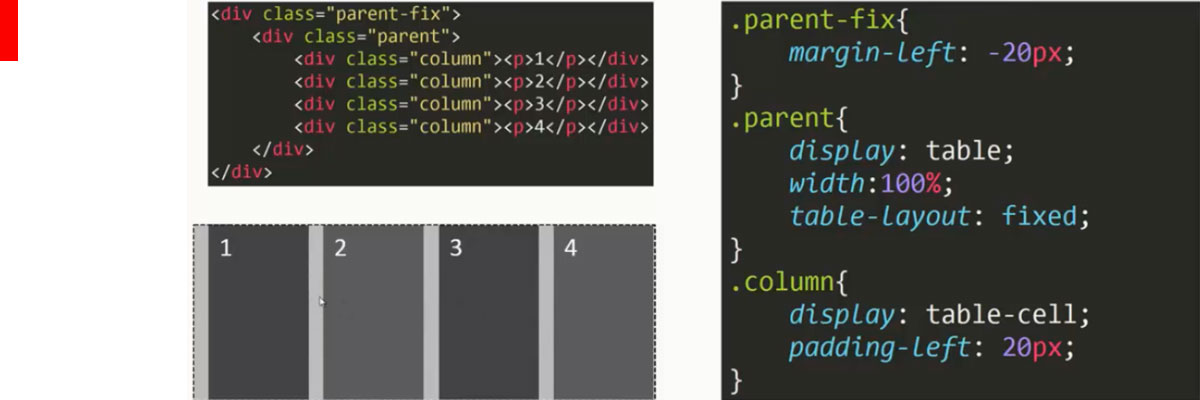 <div class="parent-fix">
<div class="parent">
<div class="column"><p>1</p></div>
<div class="column"><p>2</p></div>
<div class="column"><p>3</p></div>
<div class="column"><p>4</p></div>
</div>
</div>
1 2 3 4
.parent-fix{
margin-left: -20px;
}
.parent{
display: table;
width:100%;
table-layout: fixed;
}
.column{
display: table-cell;
padding-left: 20px;
}